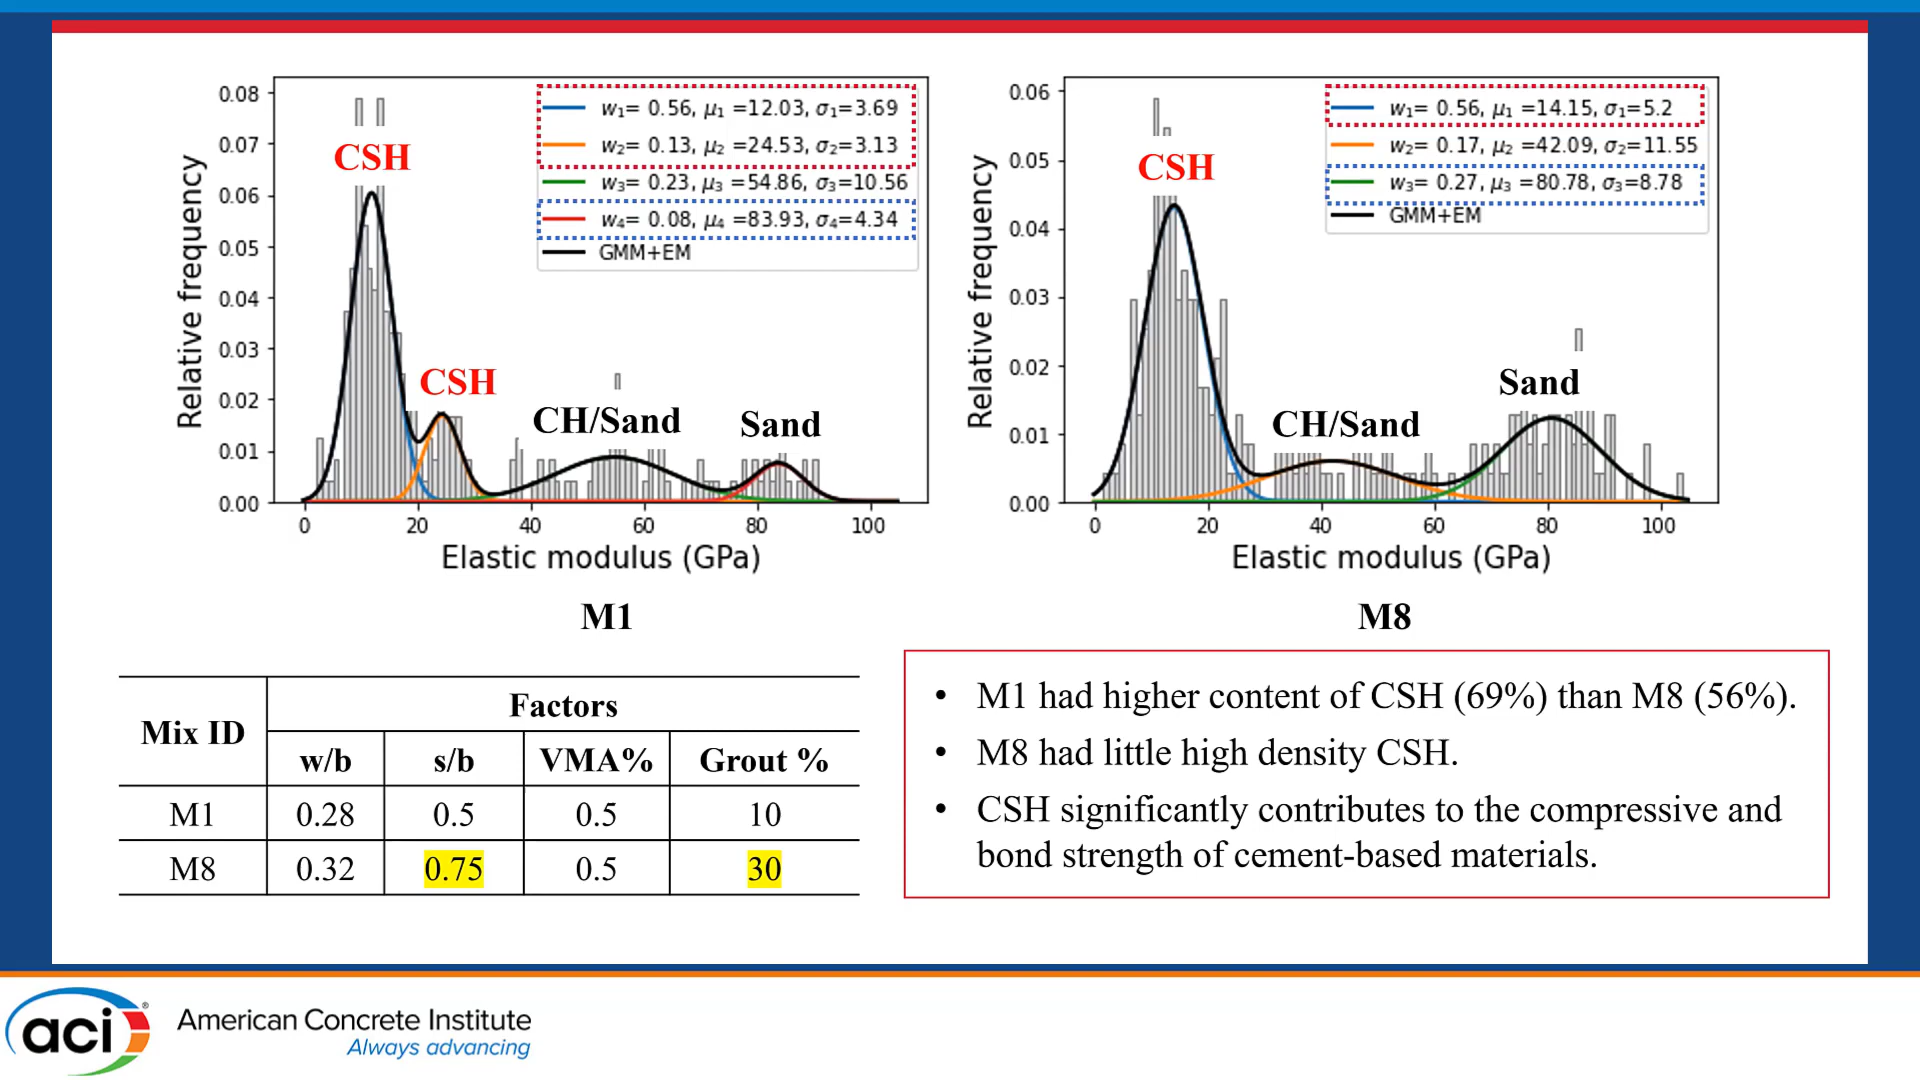 0.08
0.07
0.06
0.05
0.04
0.03
0.02
0.01
0.00
Relative frequency
w₁= 0.56, μ₁ =12.03, σ₁=3.69
w₂= 0.13, μ₂ =24.53, σ₂=3.13
w₃= 0.23, μ₃ =54.86, σ₃=10.56
w₄= 0.08, μ₄ =83.93, σ₄=4.34
GMM+EM
CSH
CSH
CH/Sand
Sand
0 20 40 60 80 100
Elastic modulus (GPa)
M1
0.06
0.05
0.04
0.03
0.02
0.01
0.00
Relative frequency
w₁= 0.56, μ₁ =14.15, σ₁=5.2
w₂= 0.17, μ₂ =42.09, σ₂=11.55
w₃= 0.27, μ₃ =80.78, σ₃=8.78
GMM+EM
CSH
CH/Sand
Sand
0 20 40 60 80 100
Elastic modulus (GPa)
M8
Mix ID Factors
w/b s/b VMA% Grout %
M1 0.28 0.5 0.5 10
M8 0.32 0.75 0.5 30
• M1 had higher content of CSH (69%) than M8 (56%).
• M8 had little high density CSH.
• CSH significantly contributes to the compressive and
bond strength of cement-based materials.
aci®
American Concrete Institute
Always advancing